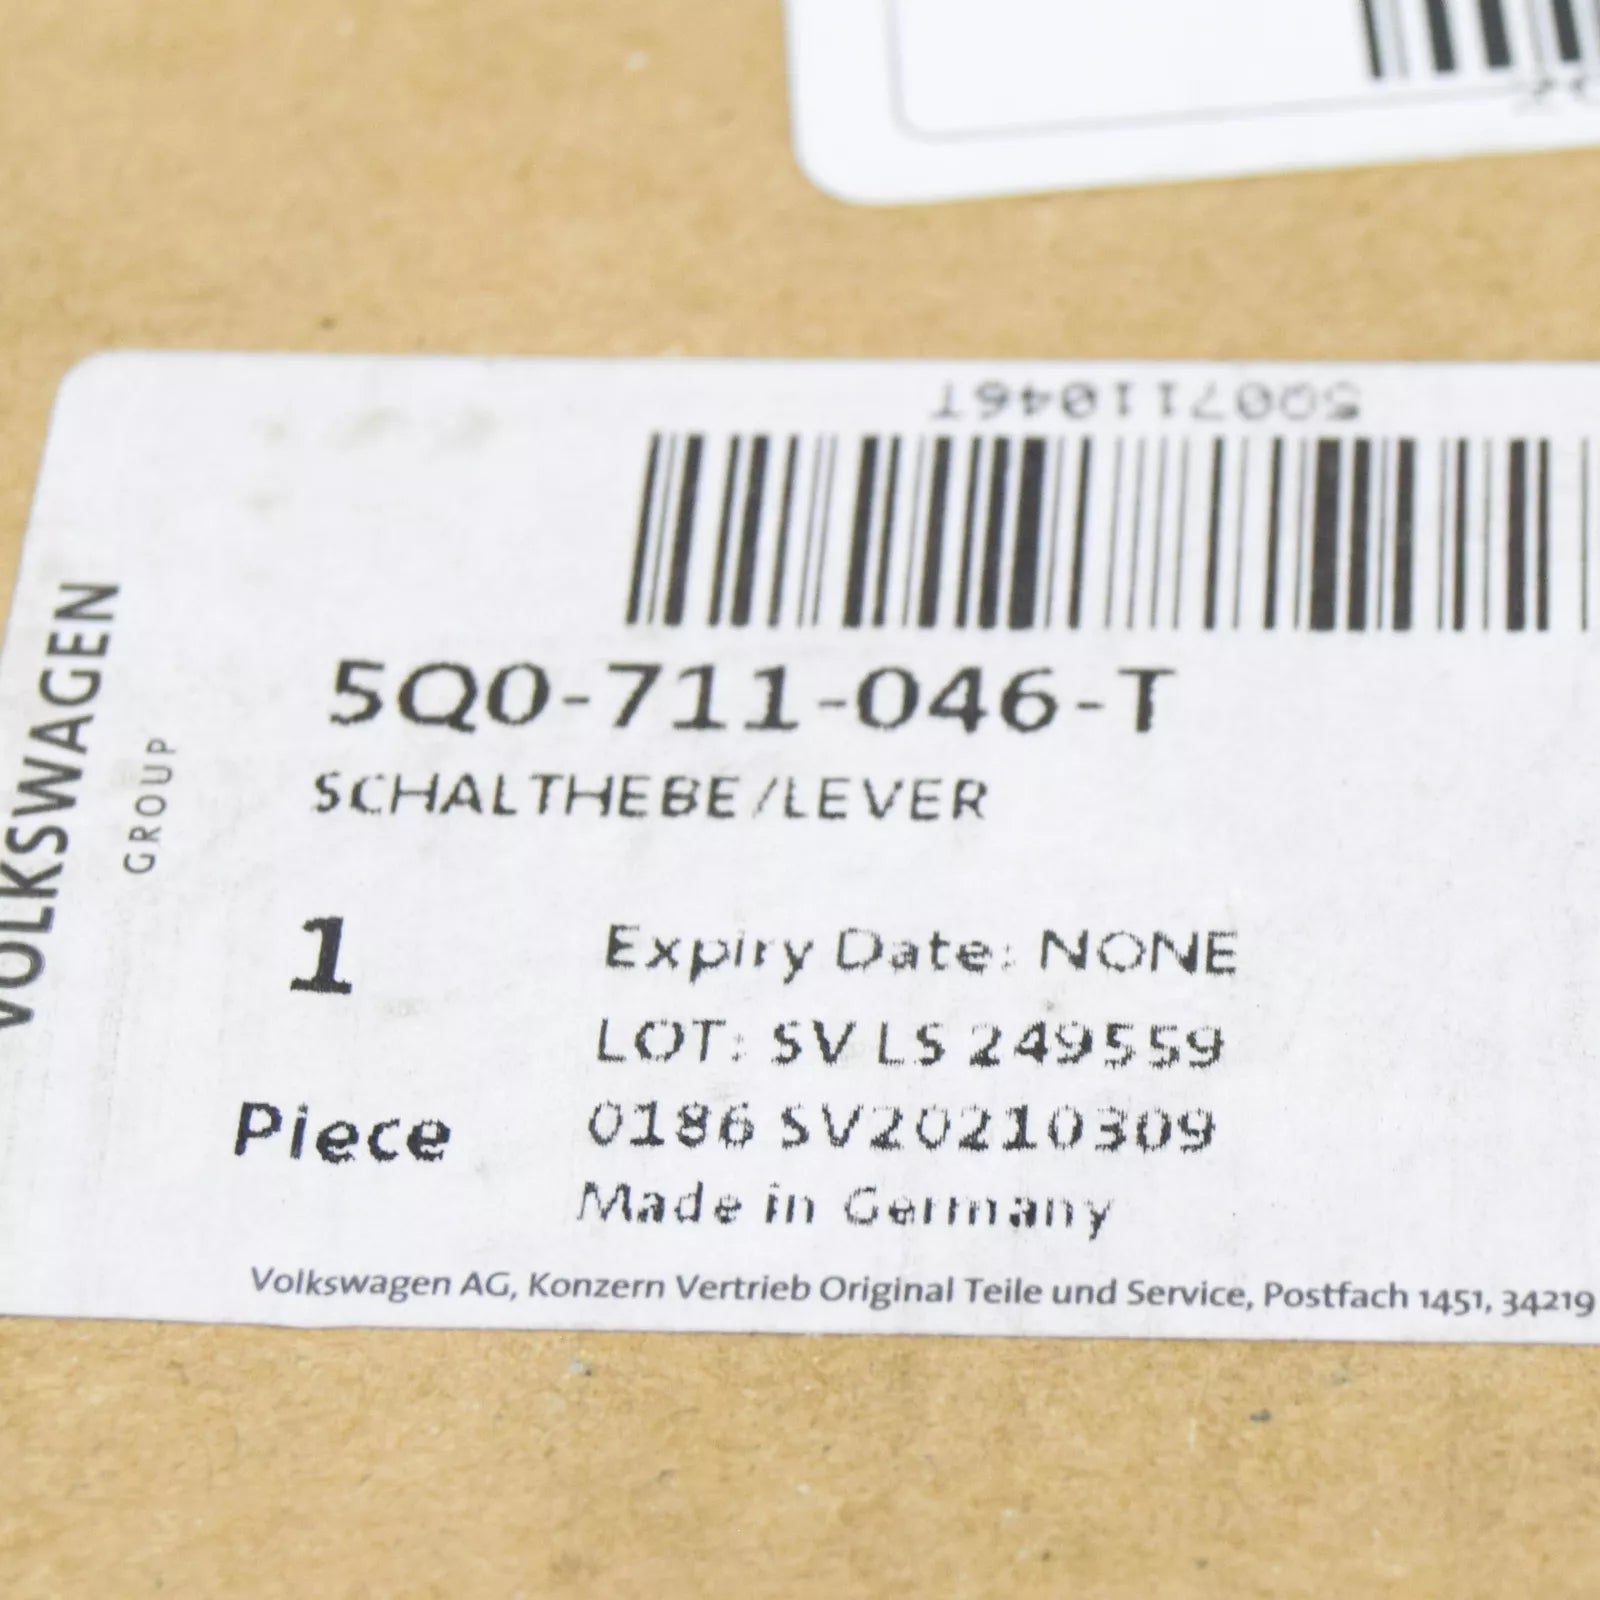 5Q0711046T
5Q0-711-046-T
SCHALTHEBE/LEVER
VOLKSWAGEN
GROUP
1
Piece
Expiry Date: NONE
LOT: SV LS 249559
0186 SV20210309
Made in Germany
Volkswagen AG, Konzern Vertrieb Original Teile und Service, Postfach 1451, 34219